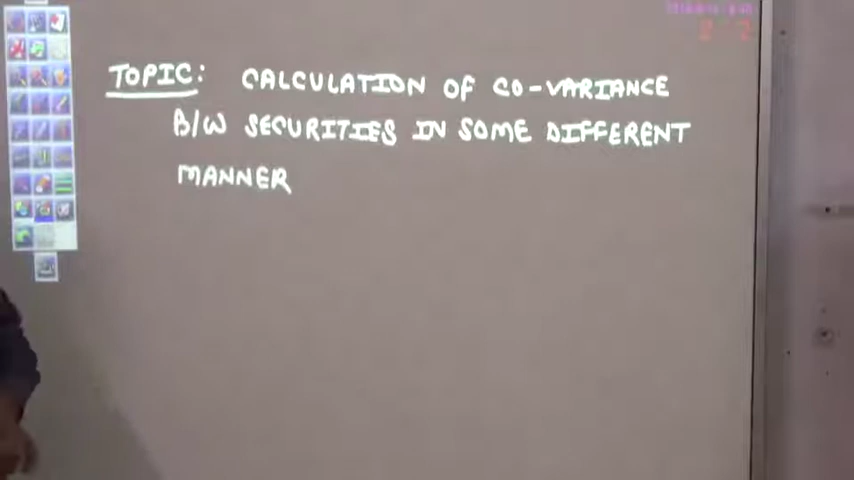 TOPIC: CALCULATION OF CO-VARIANCE
B/W SECURITIES IN SOME DIFFERENT
MANNER